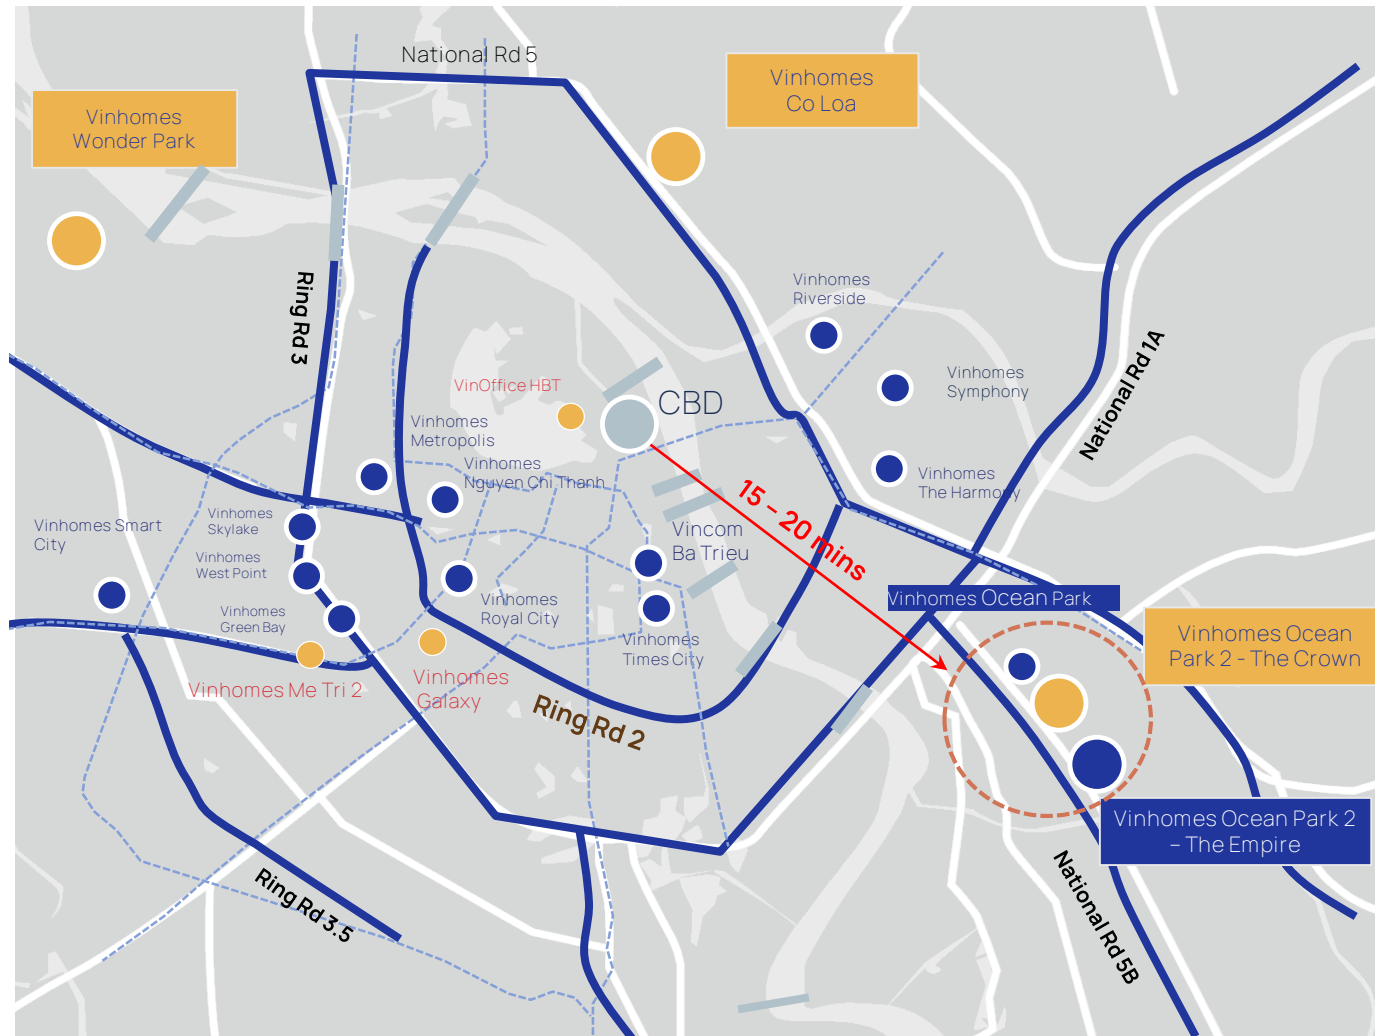 National Rd 5
Vinhomes
Co Loa
Vinhomes
Wonder Park
Ring Rd 3
Vinhomes
Riverside
National Rd 1A
VinOffice HBT
CBD
Vinhomes
Symphony
Vinhomes
Metropolis
Vinhomes
Nguyen Chi Thanh
Vinhomes
The Harmony
15 – 20 mins
Vinhomes Smart
City
Vinhomes
Skylake
Vincom
Ba Trieu
Vinhomes
West Point
Vinhomes
Green Bay
Vinhomes
Royal City
Vinhomes
Times City
Vinhomes Ocean Park
Vinhomes Ocean
Park 2 - The Crown
Vinhomes Me Tri 2
Vinhomes
Galaxy
Ring Rd 2
Vinhomes Ocean Park 2
– The Empire
Ring Rd 3.5
National Rd 5B